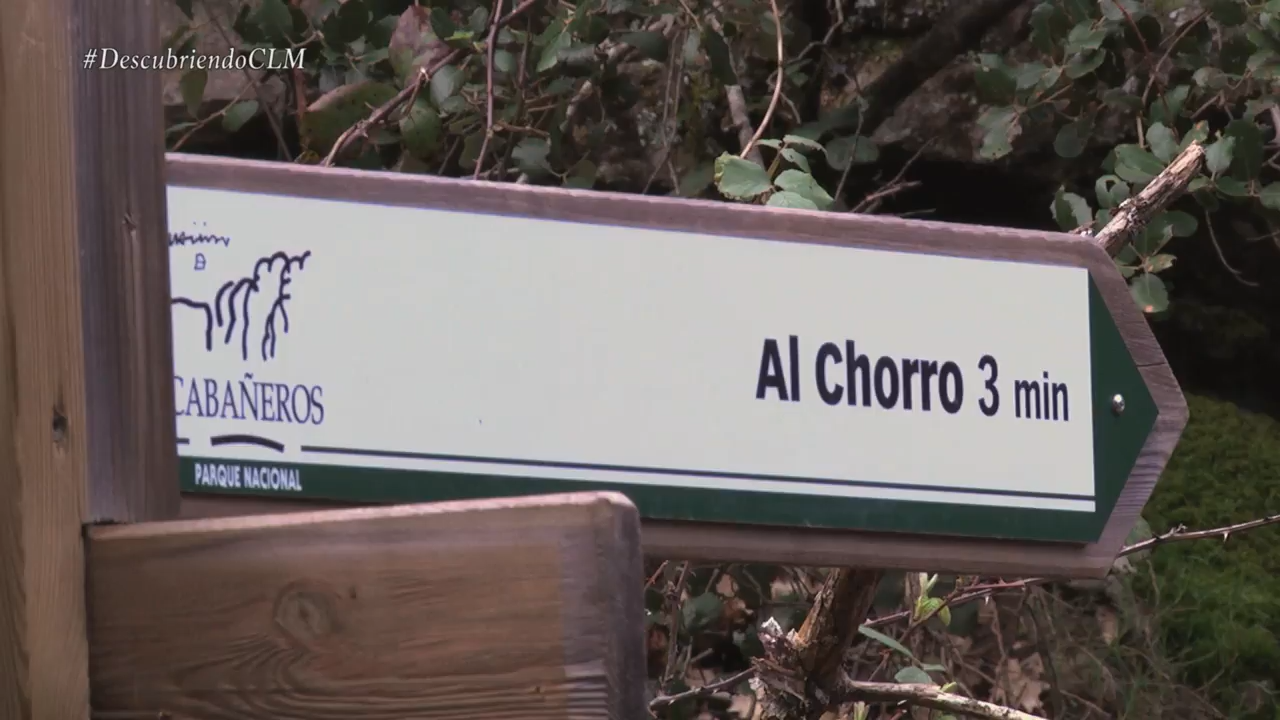 #DescubriendoCLM
CABAÑEROS
PARQUE NACIONAL
Al Chorro 3 min